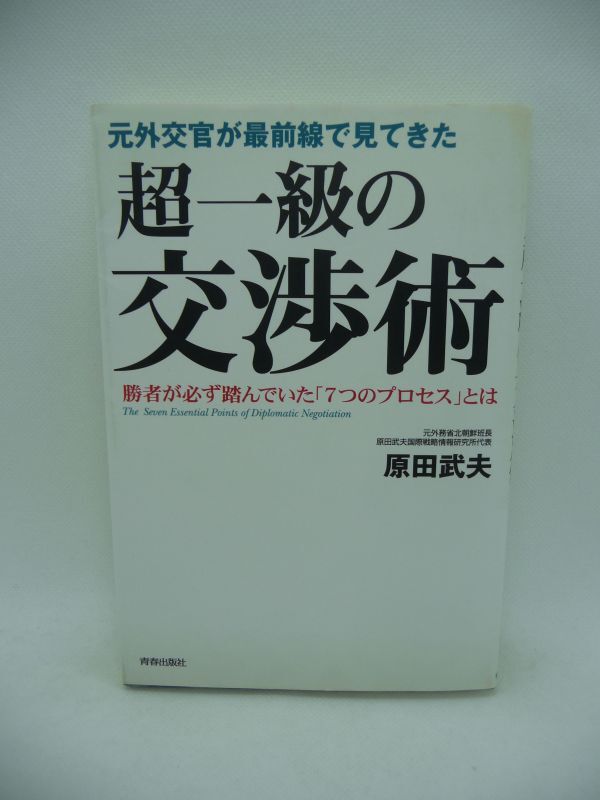 元外交官が最前線で見てきた
超一級の
交渉術
勝者が必ず踏んでいた「7つのプロセス」とは
The Seven Essential Points of Diplomatic Negotiation
元外務省北朝鮮班長
原田武夫国際戦略情報研究所代表
原田武夫
青春出版社